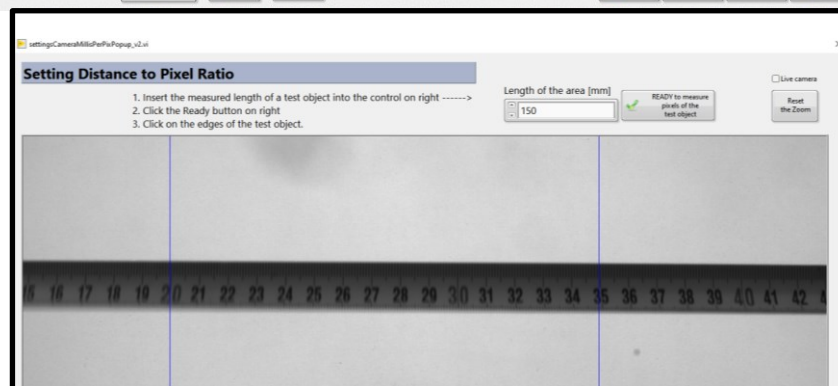 settingsCameraMillisPerPixPopup_v2.vi
Setting Distance to Pixel Ratio
1. Insert the measured length of a test object into the control on right ------>
2. Click the Ready button on right
3. Click on the edges of the test object.
Length of the area [mm]
150
READY to measure
pixels of the
test object
Live camera
Reset
the Zoom
15 16 17 18 19 20 21 22 23 24 25 26 27 28 29 30 31 32 33 34 35 36 37 38 39 40 41 42